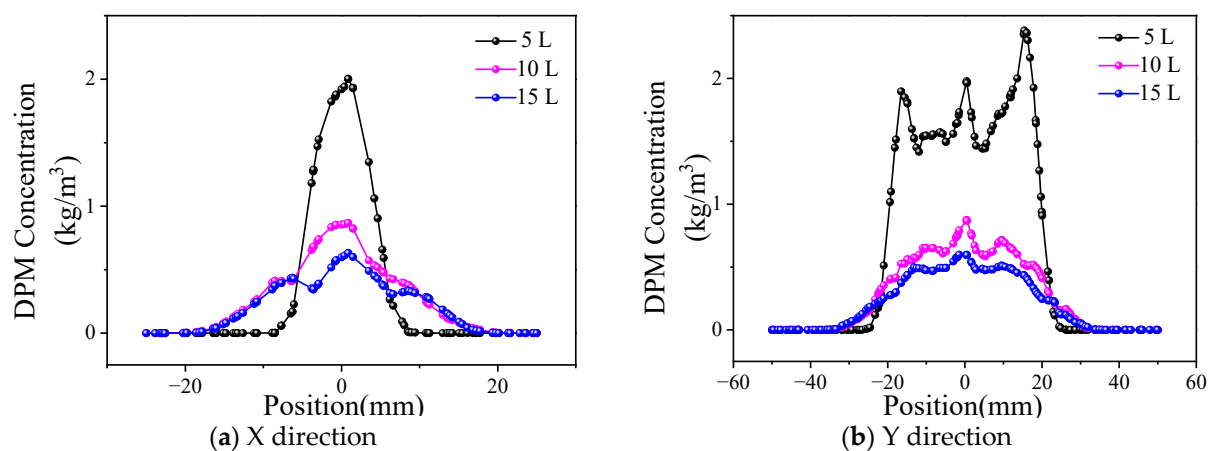 5 L
10 L
15 L
2
1
0
DPM Concentration
(kg/m³)
−20
0
20
Position(mm)
(a) X direction
5 L
10 L
15 L
2
1
0
DPM Concentration
(kg/m³)
−60
−40
−20
0
20
40
60
Position(mm)
(b) Y direction